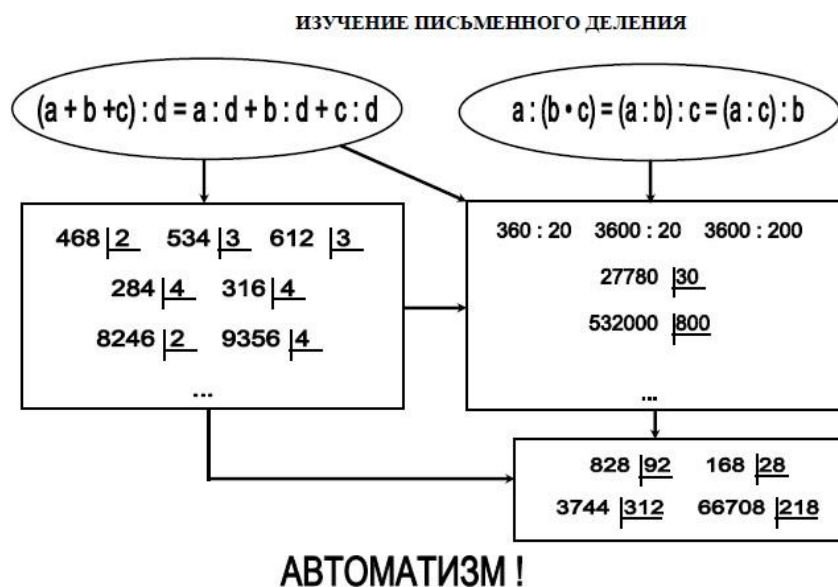 ИЗУЧЕНИЕ ПИСЬМЕННОГО ДЕЛЕНИЯ
(a + b +c) : d = a : d + b : d + c : d
a : (b • c) = (a : b) : c = (a : c) : b
468 2 534 3 612 3
284 4 316 4
8246 2 9356 4
...
360 : 20 3600 : 20 3600 : 200
27780 30
532000 800
...
828 92 168 28
3744 312 66708 218
АВТОМАТИЗМ !